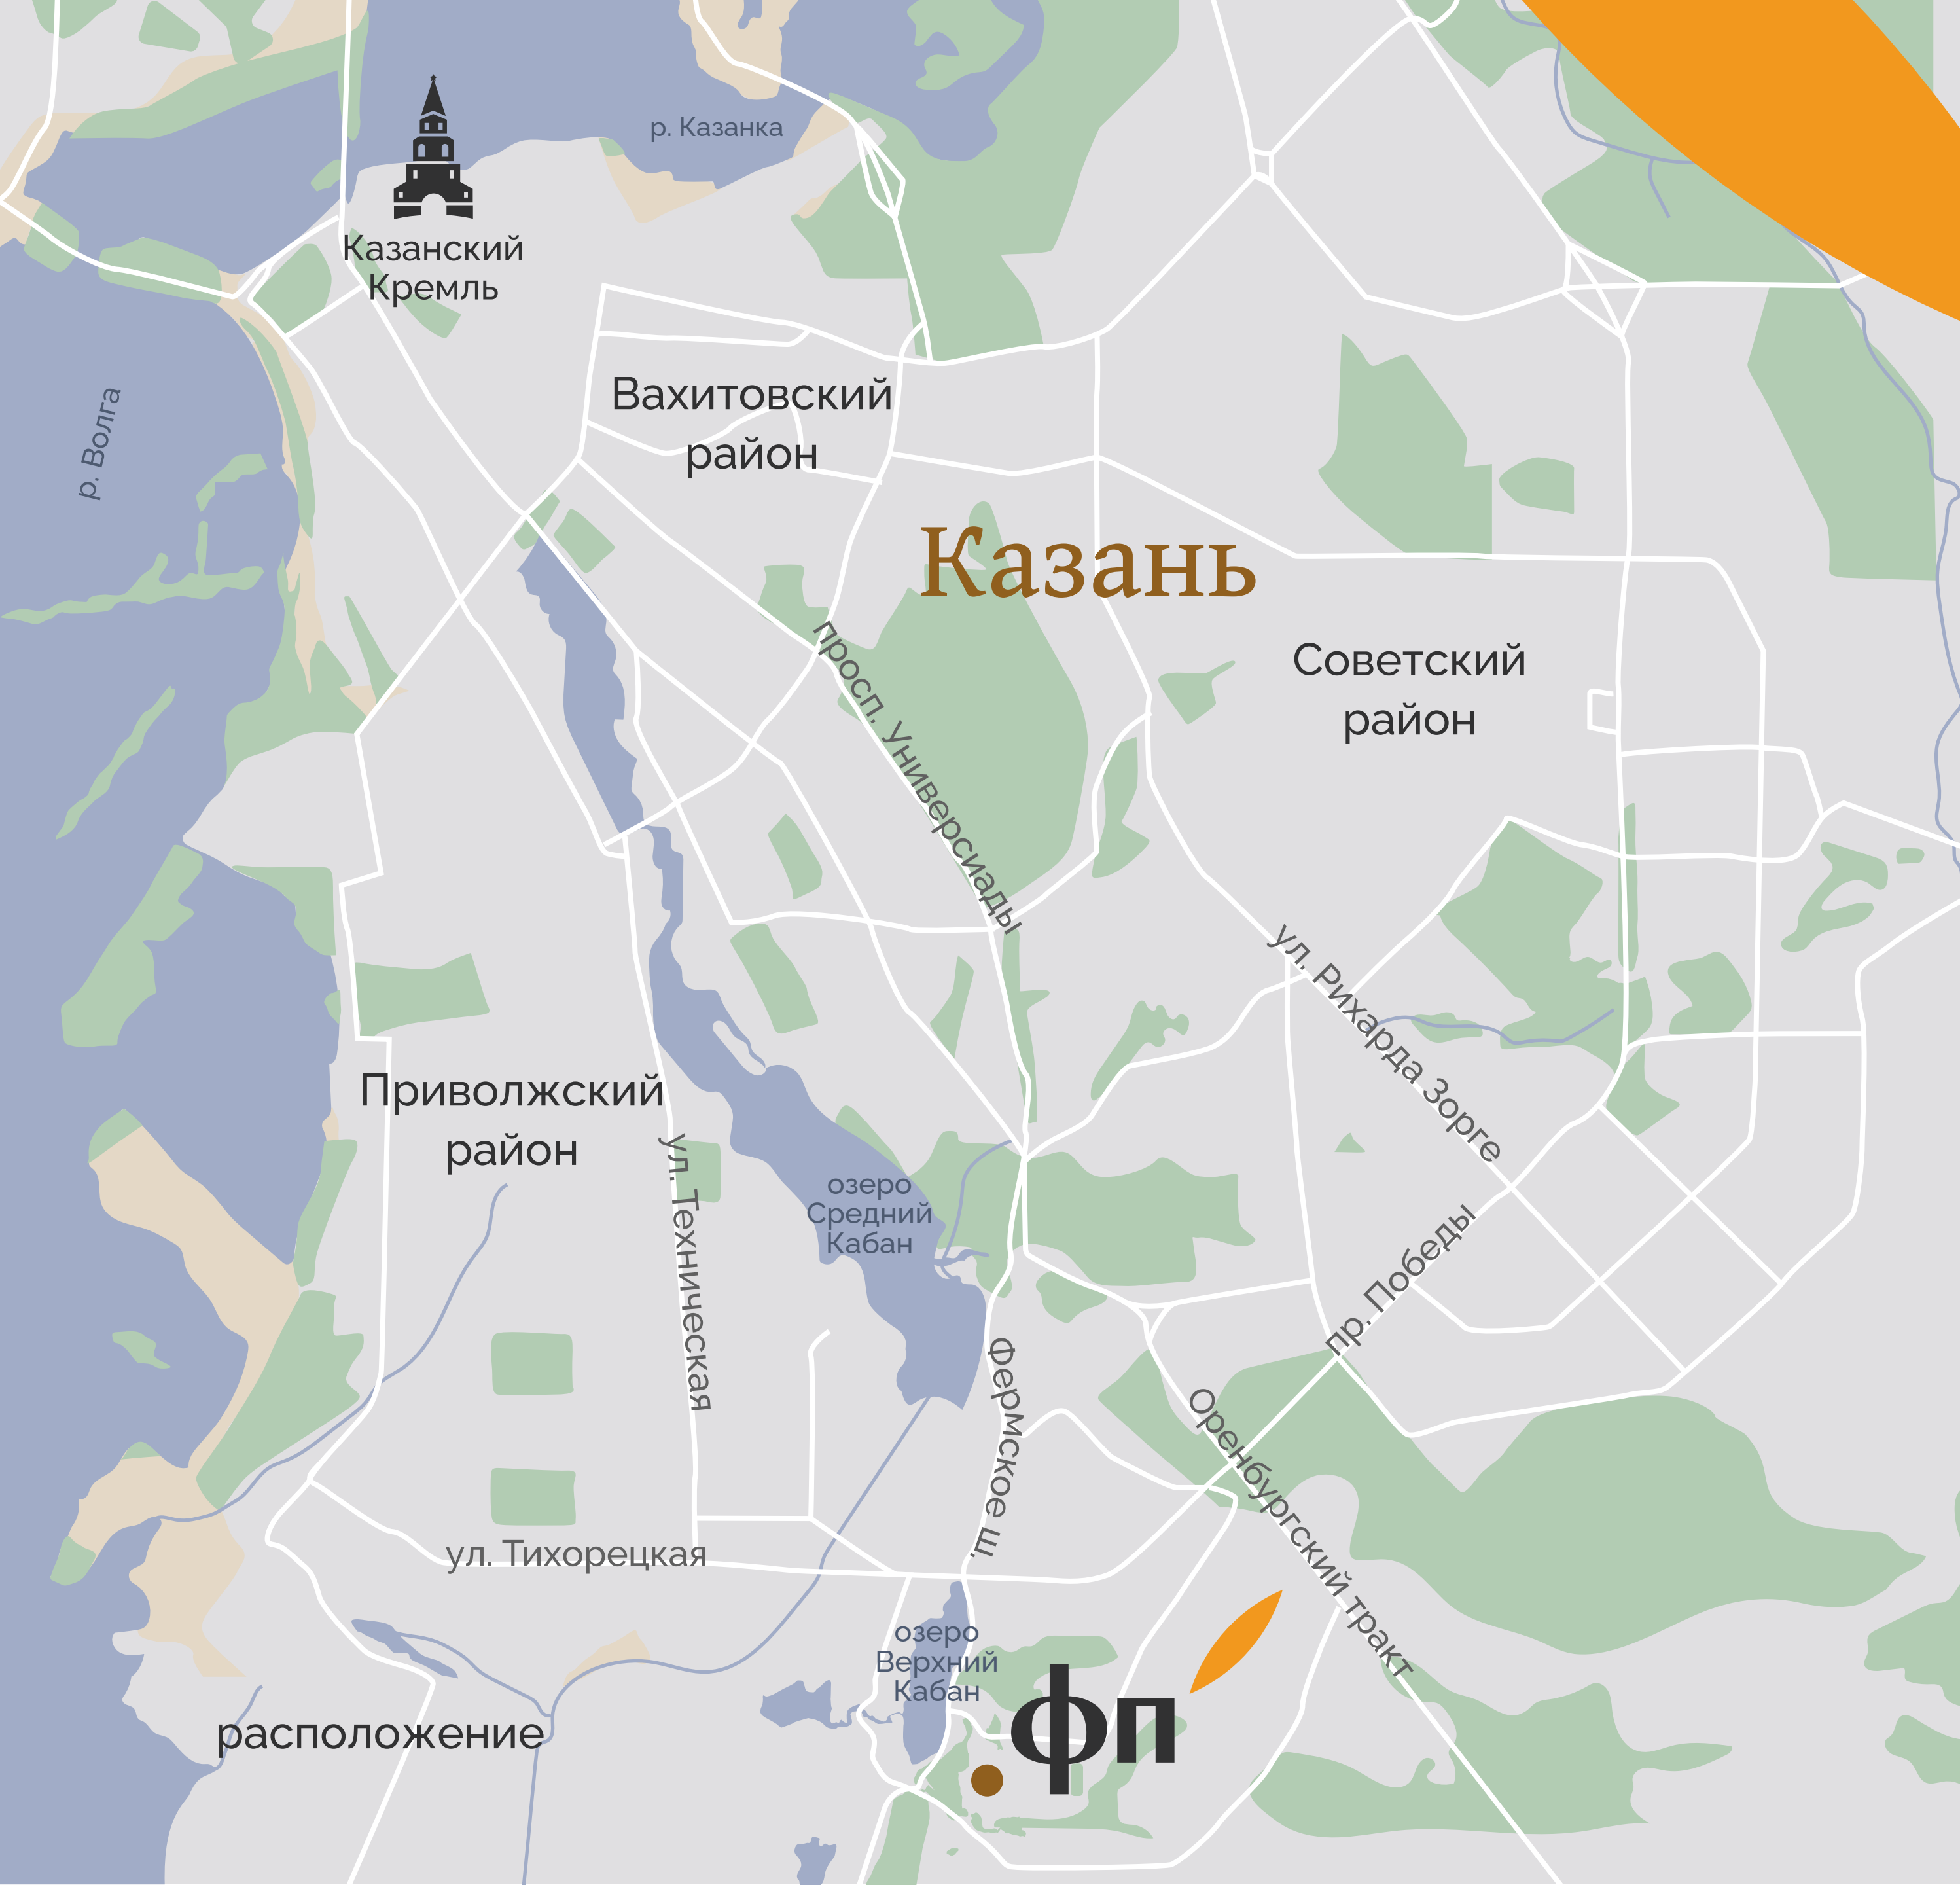 р. Казанка
Казанский
Кремль
р. Волга
Вахитовский
район
Казань
просп. Универсиады
Советский
район
ул. Рихарда Зорге
Приволжский
район
ул. Техническая
озеро
Средний
Кабан
пр. Победы
Фермское ш.
Оренбургский тракт
ул. Тихорецкая
озеро
Верхний
Кабан
фп
расположение